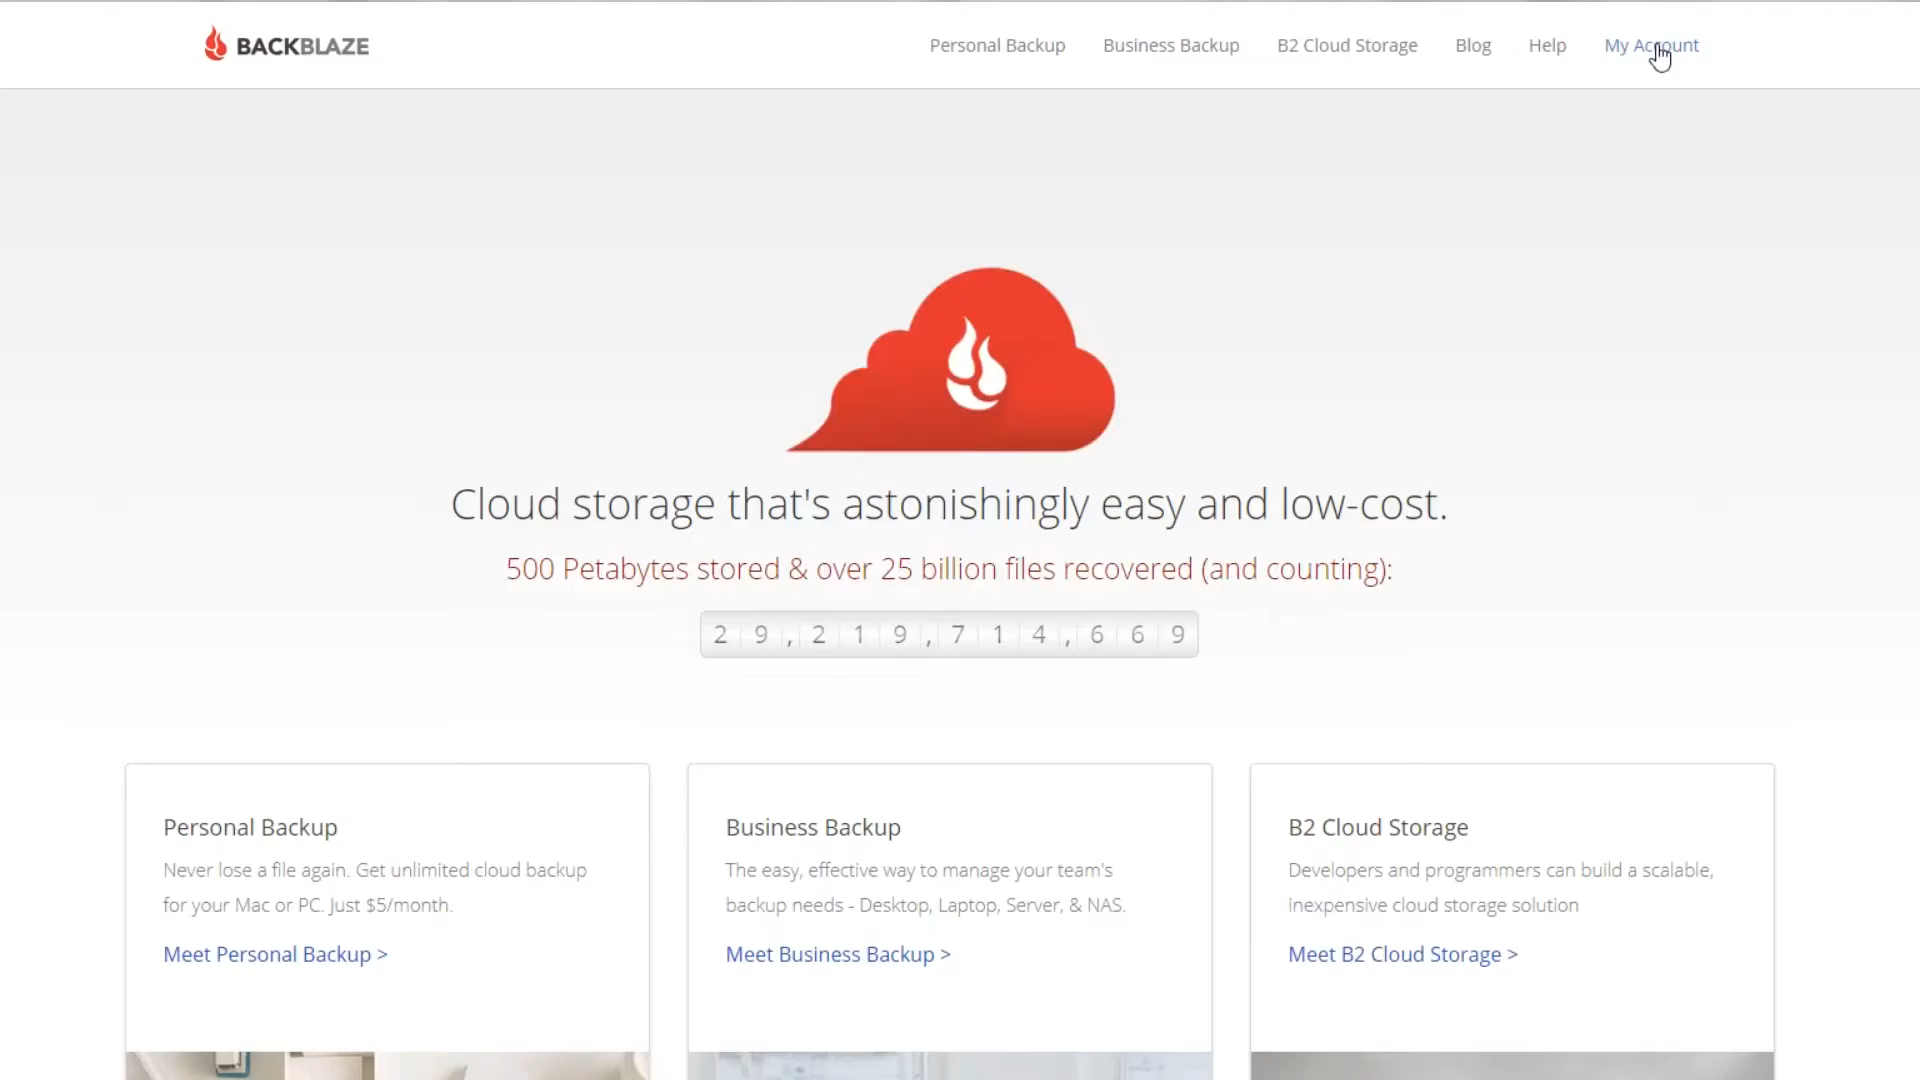 BACKBLAZE
Personal Backup
Business Backup
B2 Cloud Storage
Blog
Help
My Account
Cloud storage that's astonishingly easy and low-cost.
500 Petabytes stored & over 25 billion files recovered (and counting):
29,219,714,669
Personal Backup
Never lose a file again. Get unlimited cloud backup
for your Mac or PC. Just $5/month.
Meet Personal Backup >
Business Backup
The easy, effective way to manage your team's
backup needs - Desktop, Laptop, Server, & NAS.
Meet Business Backup >
B2 Cloud Storage
Developers and programmers can build a scalable,
inexpensive cloud storage solution
Meet B2 Cloud Storage >